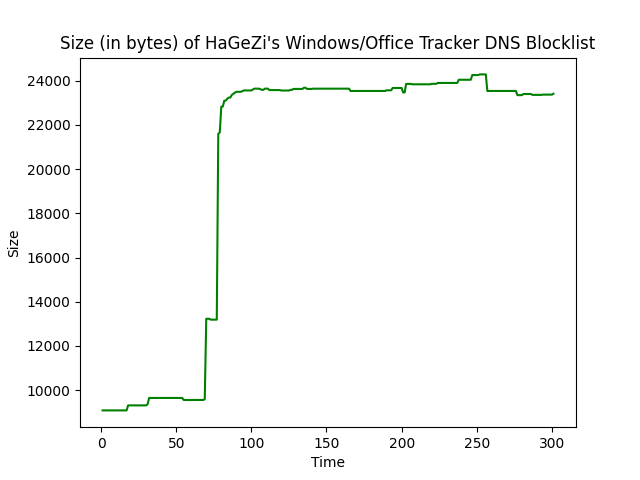 Size (in bytes) of HaGeZi's Windows/Office Tracker DNS Blocklist
24000
22000
20000
18000
16000
14000
12000
10000
Size
0 50 100 150 200 250 300
Time